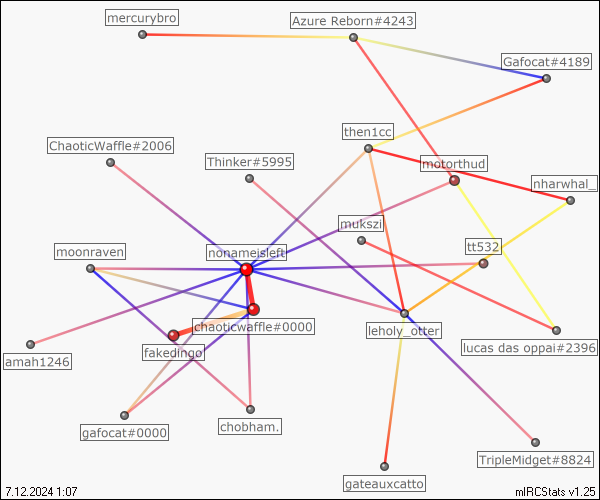 mercurybro
Azure Reborn#4243
Gafocat#4189
then1cc
ChaoticWaffle#2006
Thinker#5995
motorthud
nharwhal_
mukszi
nonameisleft
moonraven
tt532
chaoticwaffle#0000
leholy_otter
lucas das oppai#2396
fakedingo
amah1246
chobham.
gafocat#0000
TripleMidget#8824
gateauxcatto
7.12.2024 1:07
mIRCStats v1.25